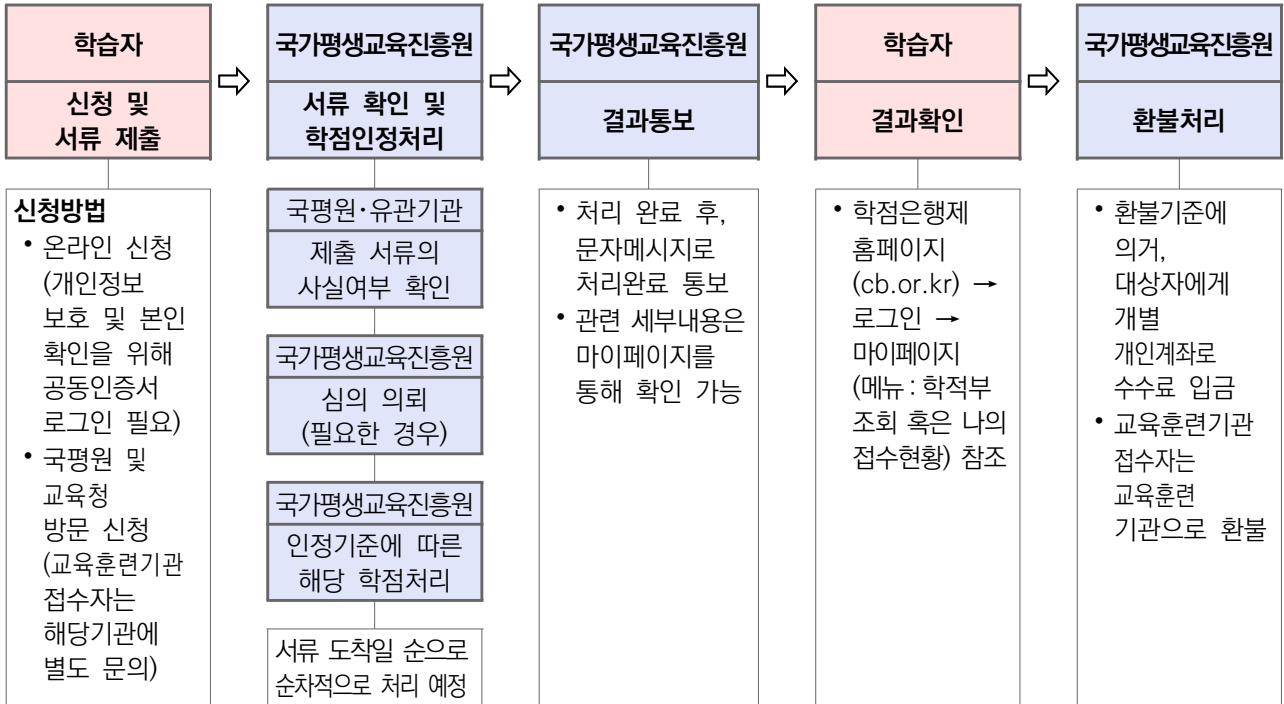 학습자
신청 및
서류 제출
국가평생교육진흥원
서류 확인 및
학점인정처리
국가평생교육진흥원
결과통보
학습자
결과확인
국가평생교육진흥원
환불처리
신청방법
• 온라인 신청
(개인정보
보호 및 본인
확인을 위해
공동인증서
로그인 필요)
• 국평원 및
교육청
방문 신청
(교육훈련기관
접수자는
해당기관에
별도 문의)
국평원·유관기관
제출 서류의
사실여부 확인
국가평생교육진흥원
심의 의뢰
(필요한 경우)
국가평생교육진흥원
인정기준에 따른
해당 학점처리
서류 도착일 순으로
순차적으로 처리 예정
• 처리 완료 후,
문자메시지로
처리완료 통보
• 관련 세부내용은
마이페이지를
통해 확인 가능
• 학점은행제
홈페이지
(cb.or.kr) →
로그인 →
마이페이지
(메뉴 : 학적부
조회 혹은 나의
접수현황) 참조
• 환불기준에
의거,
대상자에게
개별
개인계좌로
수수료 입금
• 교육훈련기관
접수자는
교육훈련
기관으로 환불